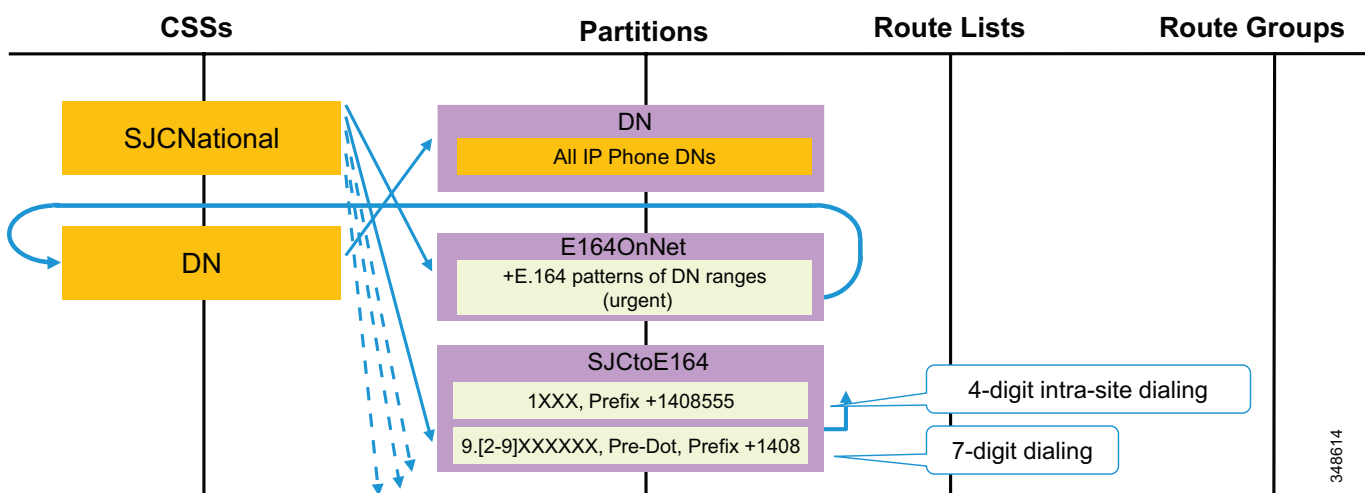 CSSs
Partitions
Route Lists
Route Groups
SJCNational
DN
All IP Phone DNs
DN
E164OnNet
+E.164 patterns of DN ranges
(urgent)
SJCtoE164
1XXX, Prefix +1408555
4-digit intra-site dialing
9.[2-9]XXXXXX, Pre-Dot, Prefix +1408
7-digit dialing
348614